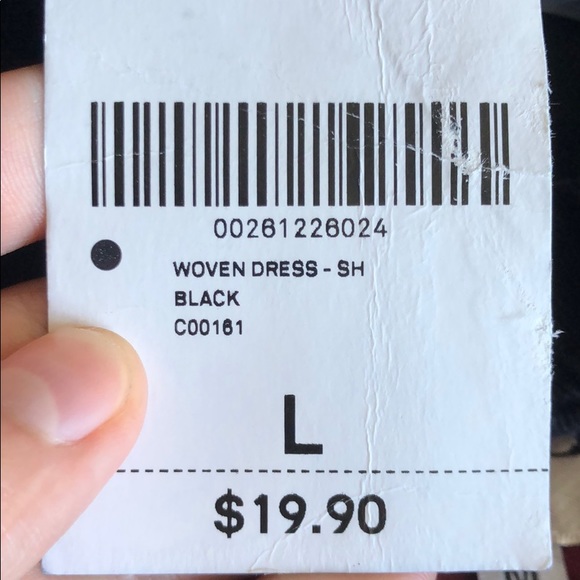 00261226024
WOVEN DRESS - SH
BLACK
C00161
L
$19.90